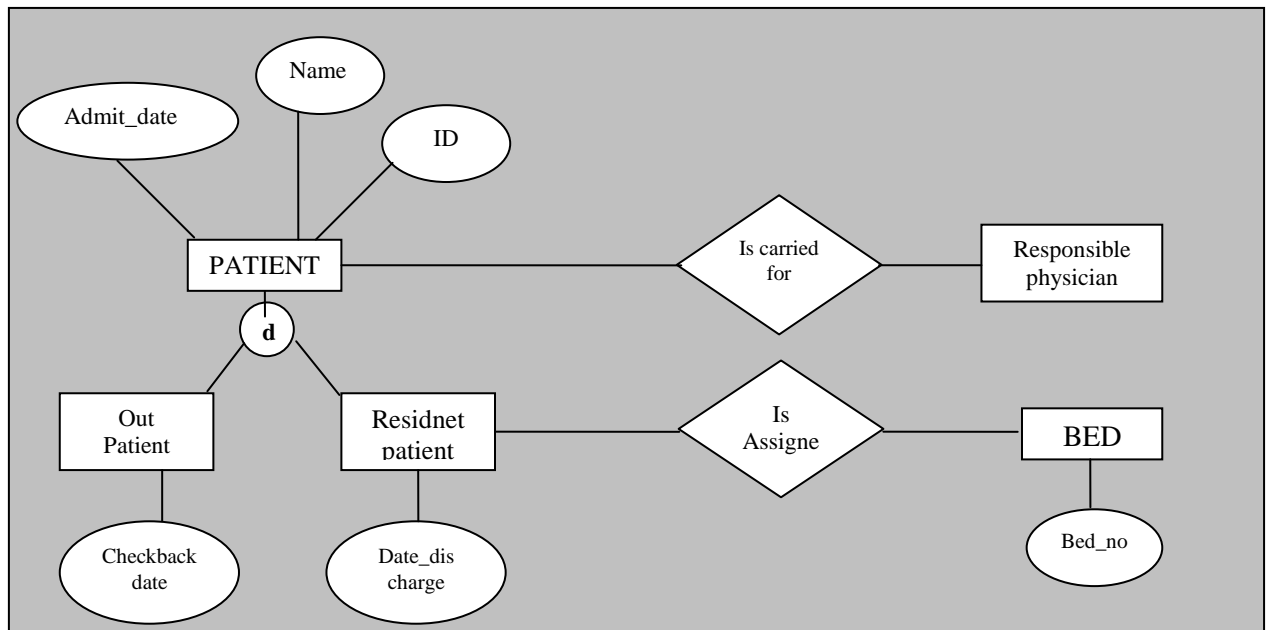 Name
Admit_date
ID
PATIENT
Is carried
for
Responsible
physician
d
Out
Patient
Residnet
patient
Is
Assigne
BED
Checkback
date
Date_dis
charge
Bed_no